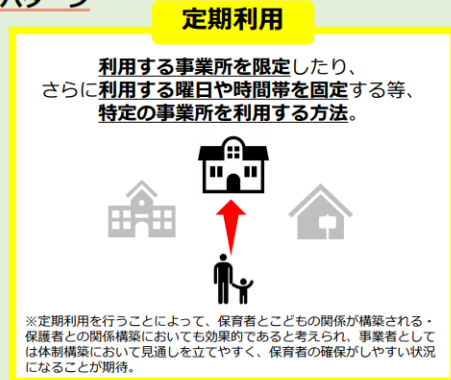 パターン
定期利用
利用する事業所を限定したり、
さらに利用する曜日や時間帯を固定する等、
特定の事業所を利用する方法。
※定期利用を行うことによって、保育者とこどもの関係が構築される・
保護者との関係構築においても効果的であると考えられ、事業者として
は体制構築において見通しを立てやすく、保育者の確保がしやすい状況
になることが期待。